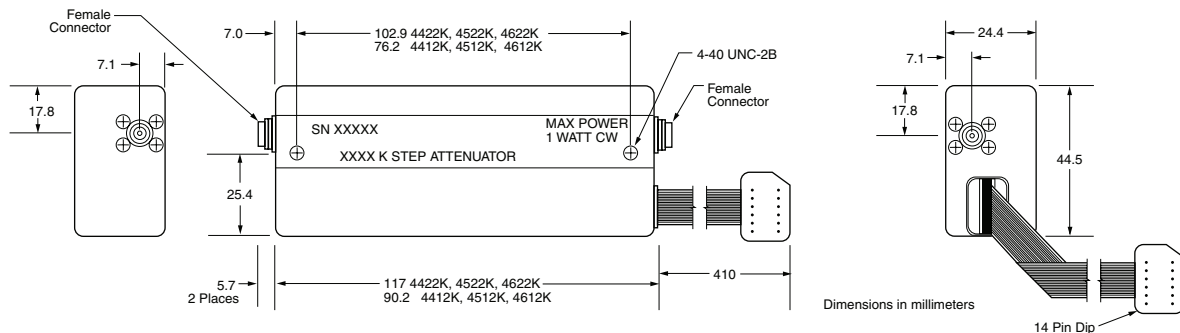 Female
Connector
7.1
17.8
7.0
102.9 4422K, 4522K, 4622K
76.2 4412K, 4512K, 4612K
4-40 UNC-2B
Female
Connector
SN XXXXX
MAX POWER
1 WATT CW
XXXX K STEP ATTENUATOR
25.4
5.7
2 Places
117 4422K, 4522K, 4622K
90.2 4412K, 4512K, 4612K
410
24.4
7.1
17.8
44.5
Dimensions in millimeters
14 Pin Dip